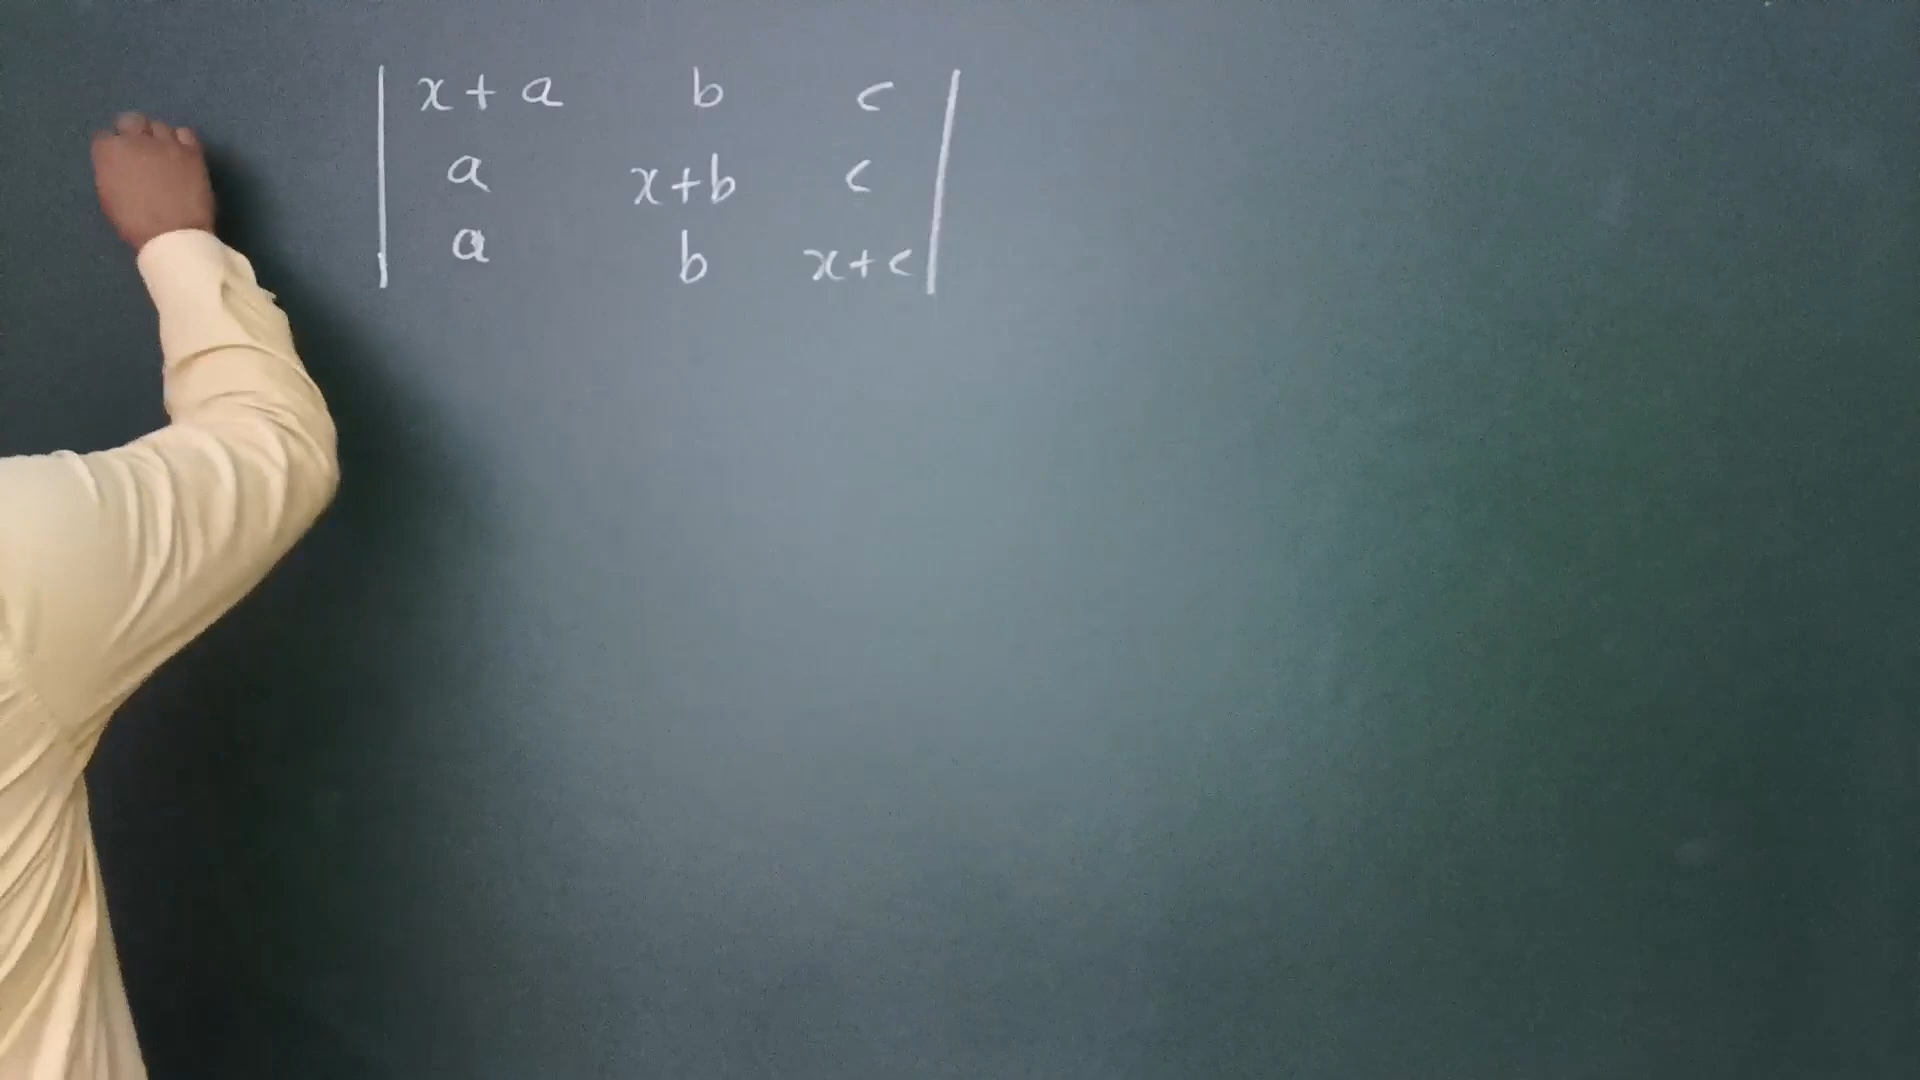 | x + a b c |
| a x+b c |
| a b x+c |